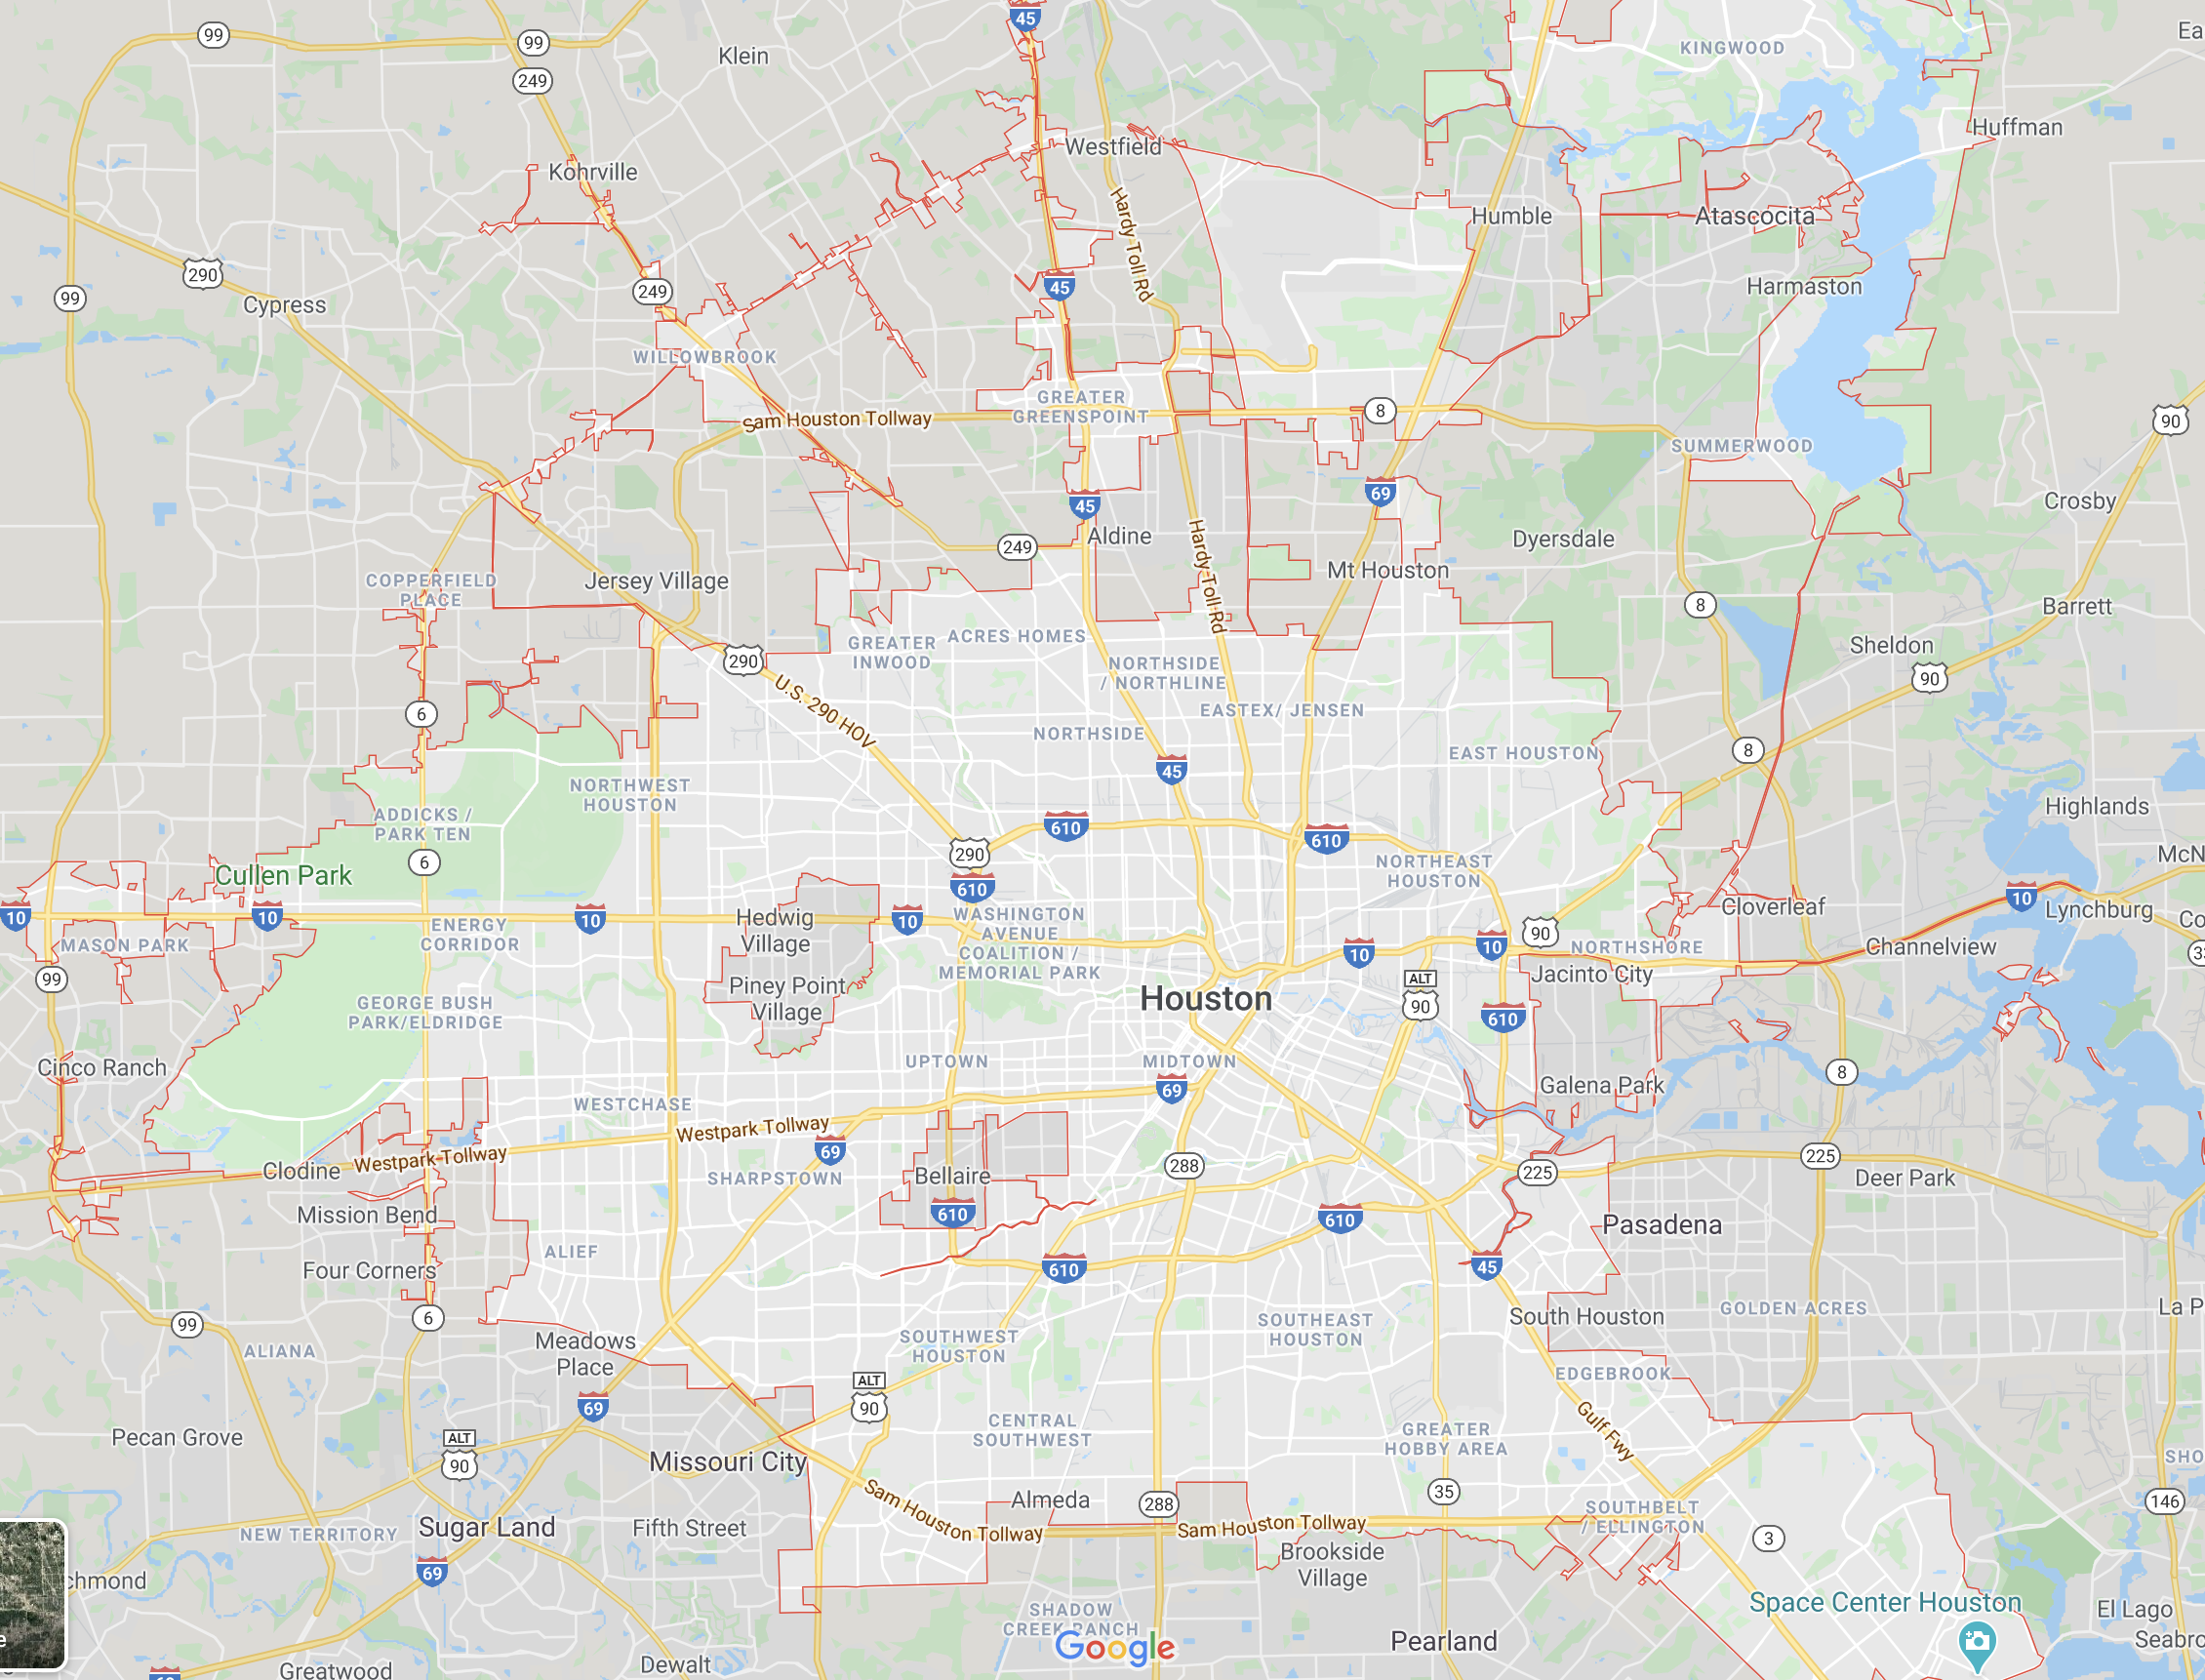 45
99
99
KINGWOOD
Klein
249
Huffman
Westfield
Kohrville
Hardy Toll Rd
Humble
Atascocita
290
249
45
Harmaston
99
Cypress
WILLOWBROOK
GREATER
GREENSPOINT
8
Sam Houston Tollway
90
SUMMERWOOD
69
45
Crosby
Aldine
Hardy Toll Rd
Dyersdale
249
Mt Houston
COPPERFIELD
PLACE
Jersey Village
8
Barrett
ACRES HOMES
GREATER
INWOOD
Sheldon
290
NORTHSIDE
/ NORTHLINE
90
U.S. 290 HOV
6
EASTEX/ JENSEN
NORTHSIDE
EAST HOUSTON
8
45
NORTHWEST
HOUSTON
Highlands
ADDICKS /
PARK TEN
610
610
290
6
NORTHEAST
HOUSTON
Cullen Park
610
10
10
10
10
10
Cloverleaf
Lynchburg
Hedwig
Village
WASHINGTON
AVENUE
COALITION /
MEMORIAL PARK
ENERGY
CORRIDOR
90
MASON PARK
10
10
NORTHSHORE
Channelview
99
Jacinto City
Piney Point
Village
ALT
90
Houston
GEORGE BUSH
PARK/ELDRIDGE
610
Cinco Ranch
UPTOWN
MIDTOWN
8
69
Galena Park
WESTCHASE
Westpark Tollway
69
Westpark Tollway
Clodine
225
225
288
Bellaire
SHARPSTOWN
Deer Park
Mission Bend
610
610
Pasadena
ALIEF
Four Corners
610
45
6
99
GOLDEN ACRES
SOUTHEAST
HOUSTON
South Houston
SOUTHWEST
HOUSTON
Meadows
Place
ALIANA
EDGEBROOK
ALT
90
69
Gulf Fwy
CENTRAL
SOUTHWEST
GREATER
HOBBY AREA
Pecan Grove
ALT
90
Missouri City
Sam Houston Tollway
35
Almeda
288
146
SOUTHBELT
/ ELLINGTON
Sam Houston Tollway
Sugar Land
Fifth Street
NEW TERRITORY
3
Brookside
Village
69
Space Center Houston
El Lago
SHADOW
CREEK RANCH
Google
Pearland
Dewalt
Greatwood